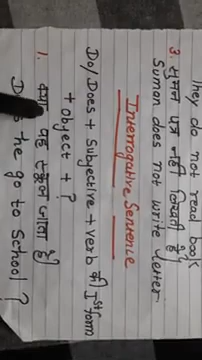 They do not read book
3. सुमन पत्र नहीं लिखती है
Suman does not write letter.
Interrogative Sentence
Do/Does + Subjective + verb की Ist form
+ object + ?
1. क्या वह स्कूल जाता है?
he go to School ?